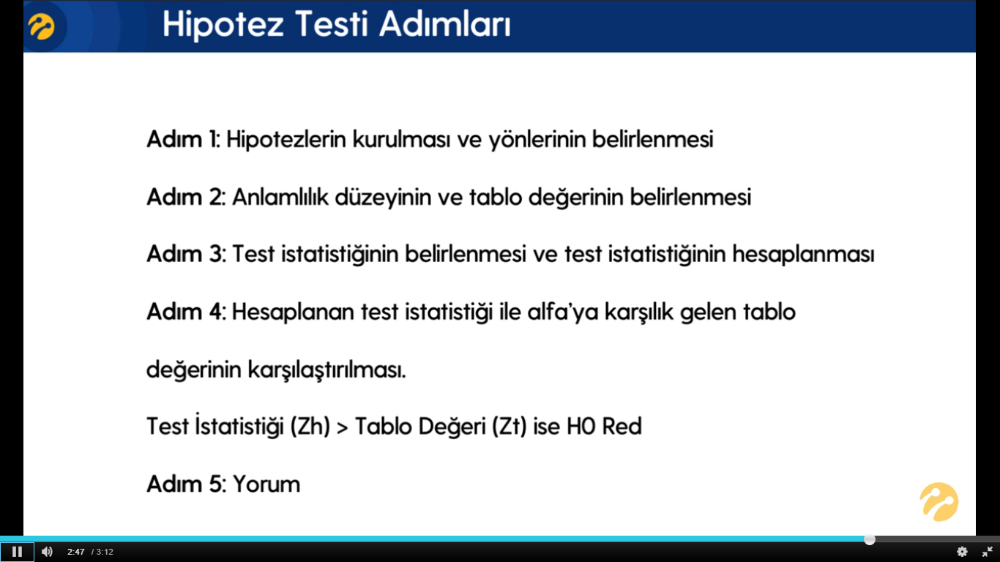 Hipotez Testi Adımları
Adım 1: Hipotezlerin kurulması ve yönlerinin belirlenmesi
Adım 2: Anlamlılık düzeyinin ve tablo değerinin belirlenmesi
Adım 3: Test istatistiğinin belirlenmesi ve test istatistiğinin hesaplanması
Adım 4: Hesaplanan test istatistiği ile alfa’ya karşılık gelen tablo
değerinin karşılaştırılması.
Test İstatistiği (Zh) > Tablo Değeri (Zt) ise H0 Red
Adım 5: Yorum
2:47 / 3:12